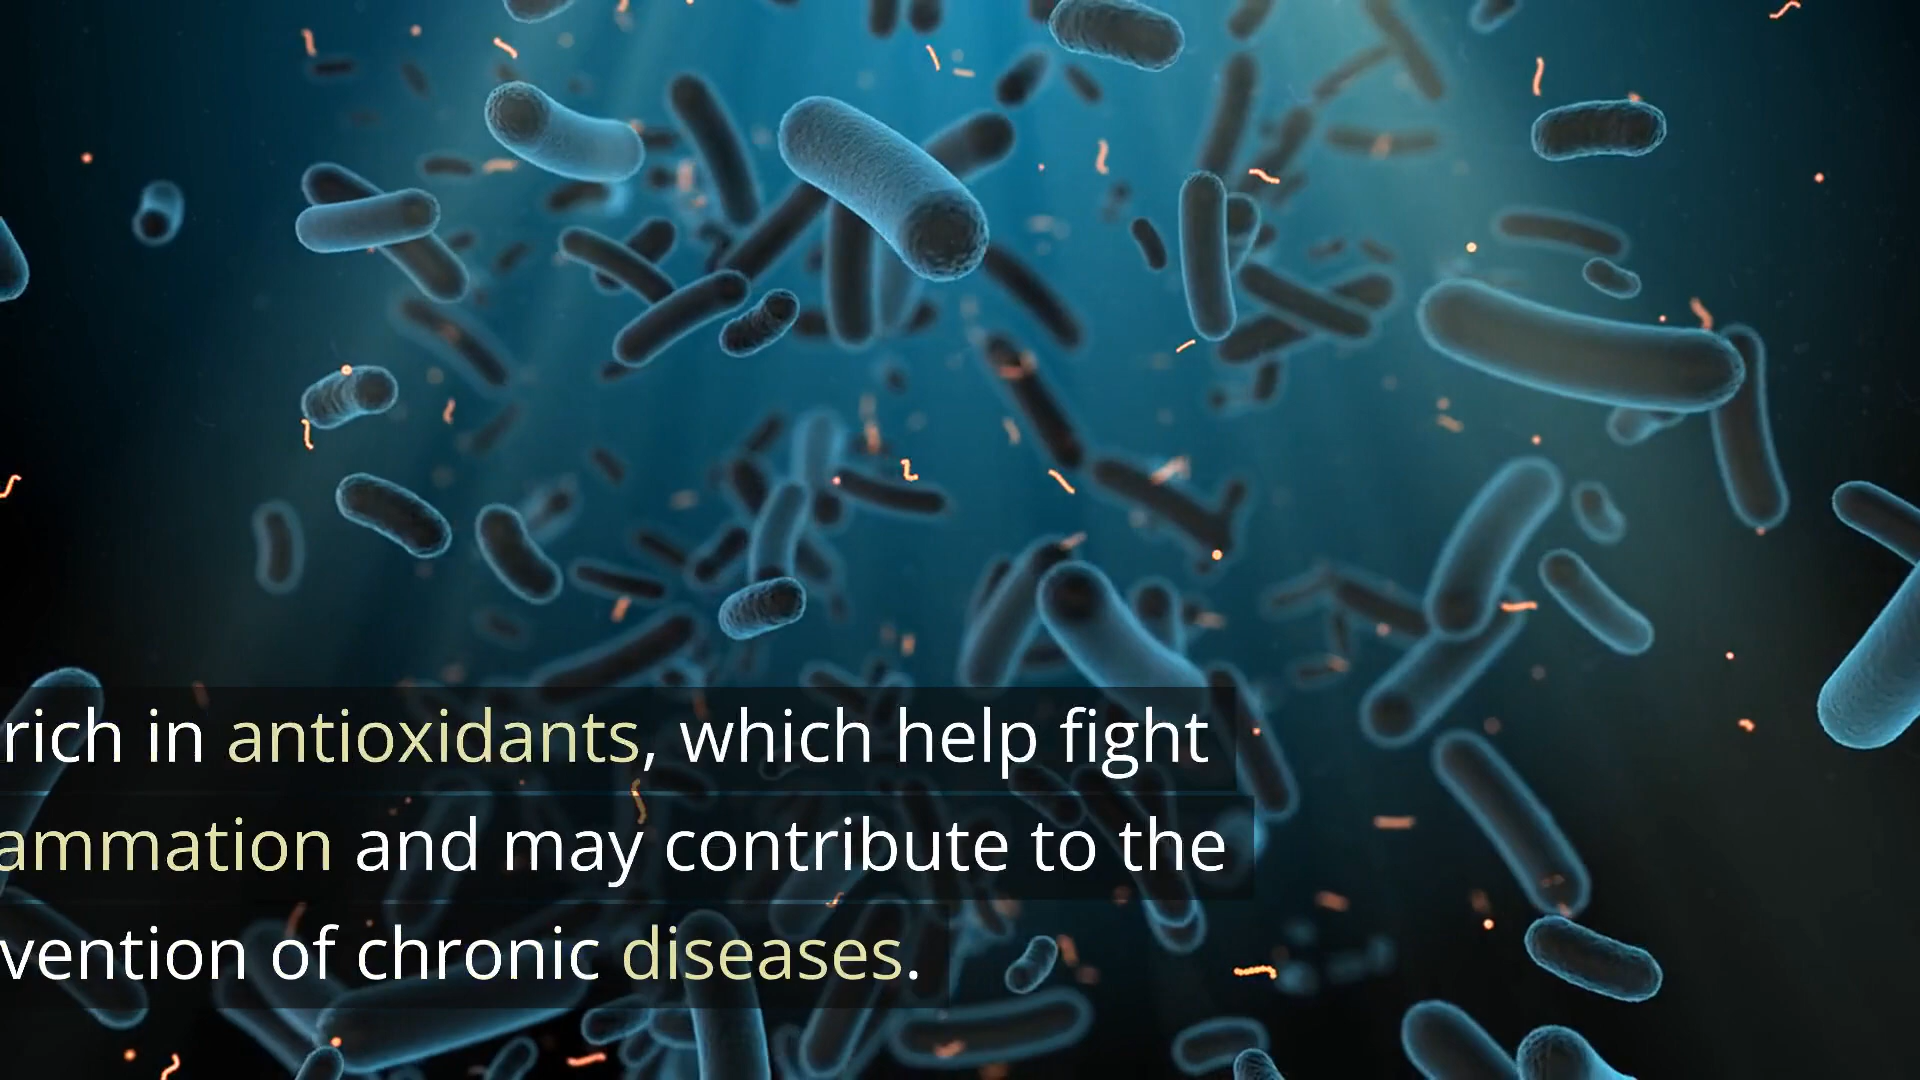 rich in antioxidants, which help fight
ammation and may contribute to the
vention of chronic diseases.